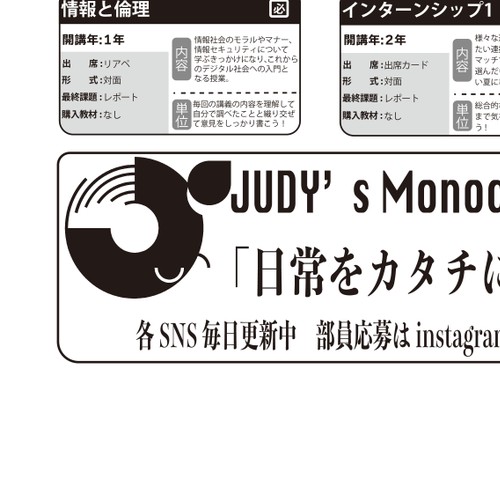 情報と倫理 必
開講年:1年
出　席:リアペ
形　式:対面
最終課題:レポート
購入教材:なし
内容
情報社会のモラルやマナー、
情報セキュリティについて
学ぶきっかけになり、これから
のデジタル社会への入門と
なる授業。
単位
毎回の講義の内容を理解して
自分で調べたことと織り交ぜ
て意見をしっかり書こう！
インターンシップ1
開講年:2年
出　席:出席カード
形　式:対面
最終課題:レポート
購入教材:なし
内容
様々な
たい連
マッチ
選んだ
い夏に
単位
総合的
まで気
う！
JUDY’s Monoc
「日常をカタチに
各SNS毎日更新中　部員応募はinstagram